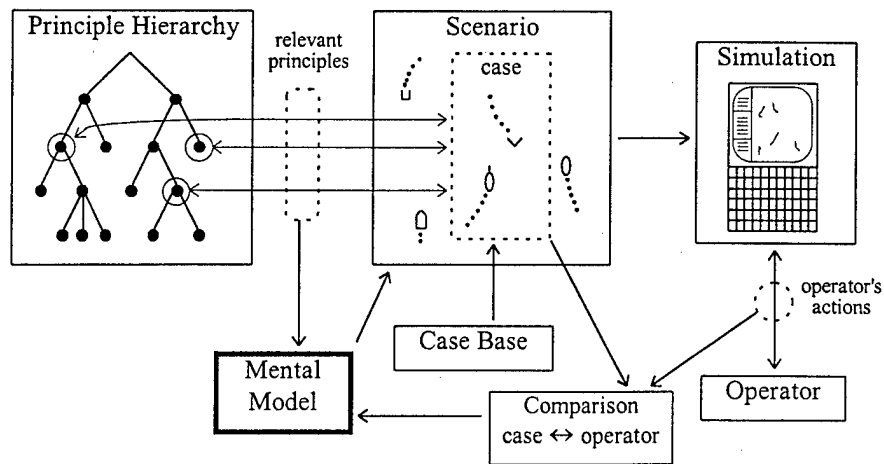 Principle Hierarchy
relevant
principles
Scenario
case
Simulation
operator's
actions
Case Base
Mental
Model
Comparison
case ↔ operator
Operator